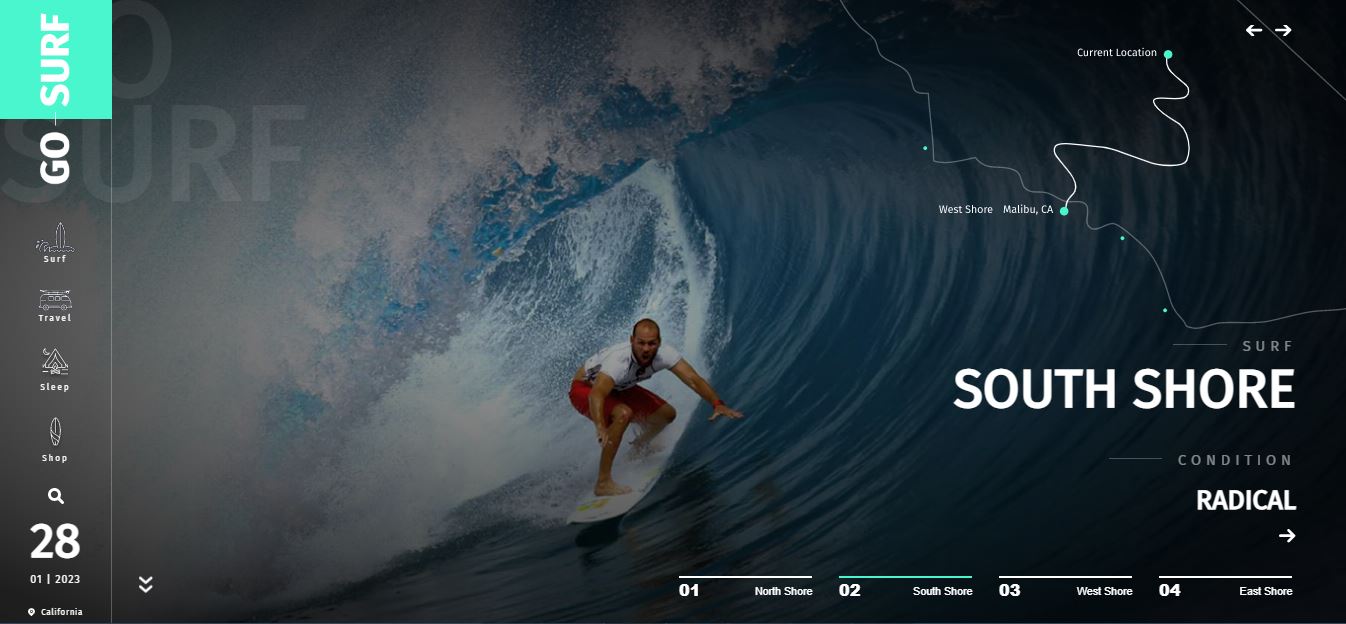 GO SURF
GO
SURF
Surf
Travel
Sleep
Shop
28
01 | 2023
California
Current Location
West Shore Malibu, CA
SURF
SOUTH SHORE
CONDITION
RADICAL
01 North Shore
02 South Shore
03 West Shore
04 East Shore